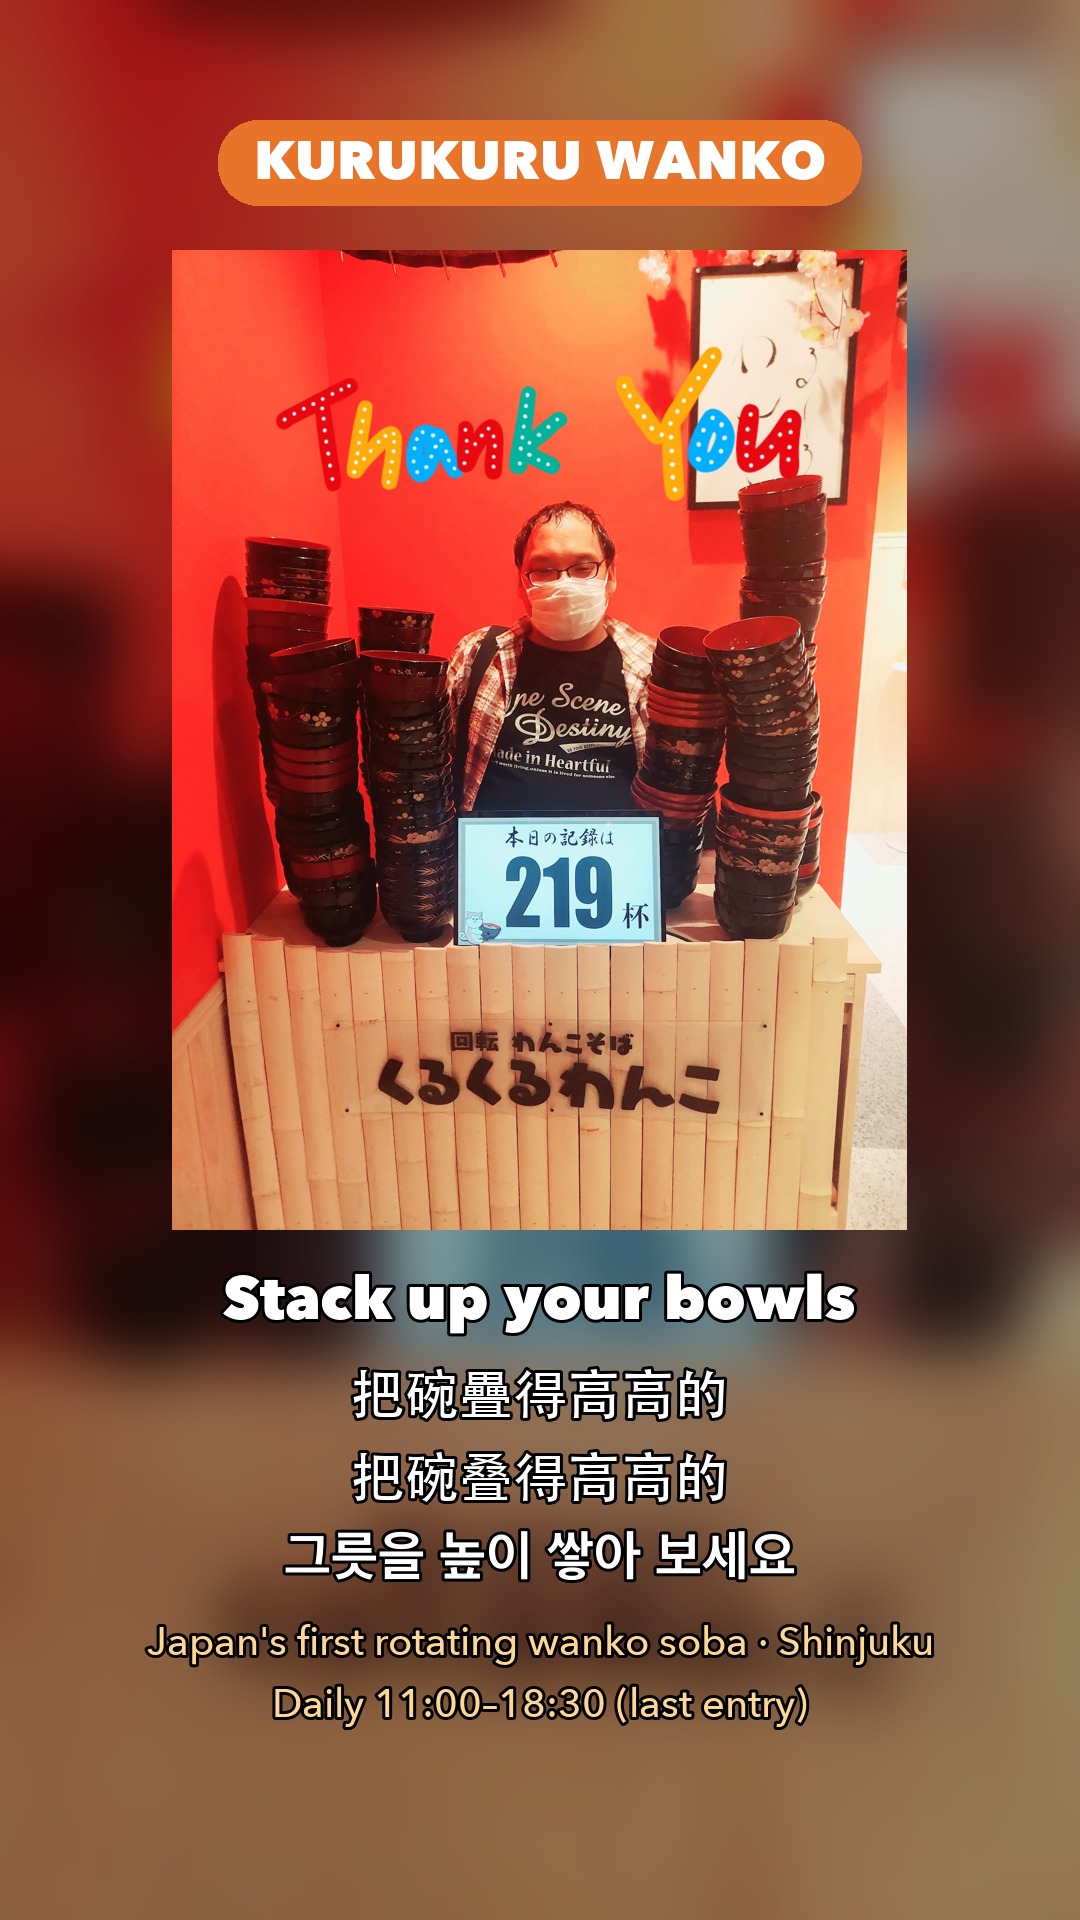 KURUKURU WANKO
Thank You
ne Scene
Destiny
ade in Heartful
本日の記録は
219 杯
回転 わんこそば
くるくるわんこ
Stack up your bowls
把碗疊得高高的
把碗叠得高高的
그릇을 높이 쌓아 보세요
Japan's first rotating wanko soba · Shinjuku
Daily 11:00–18:30 (last entry)